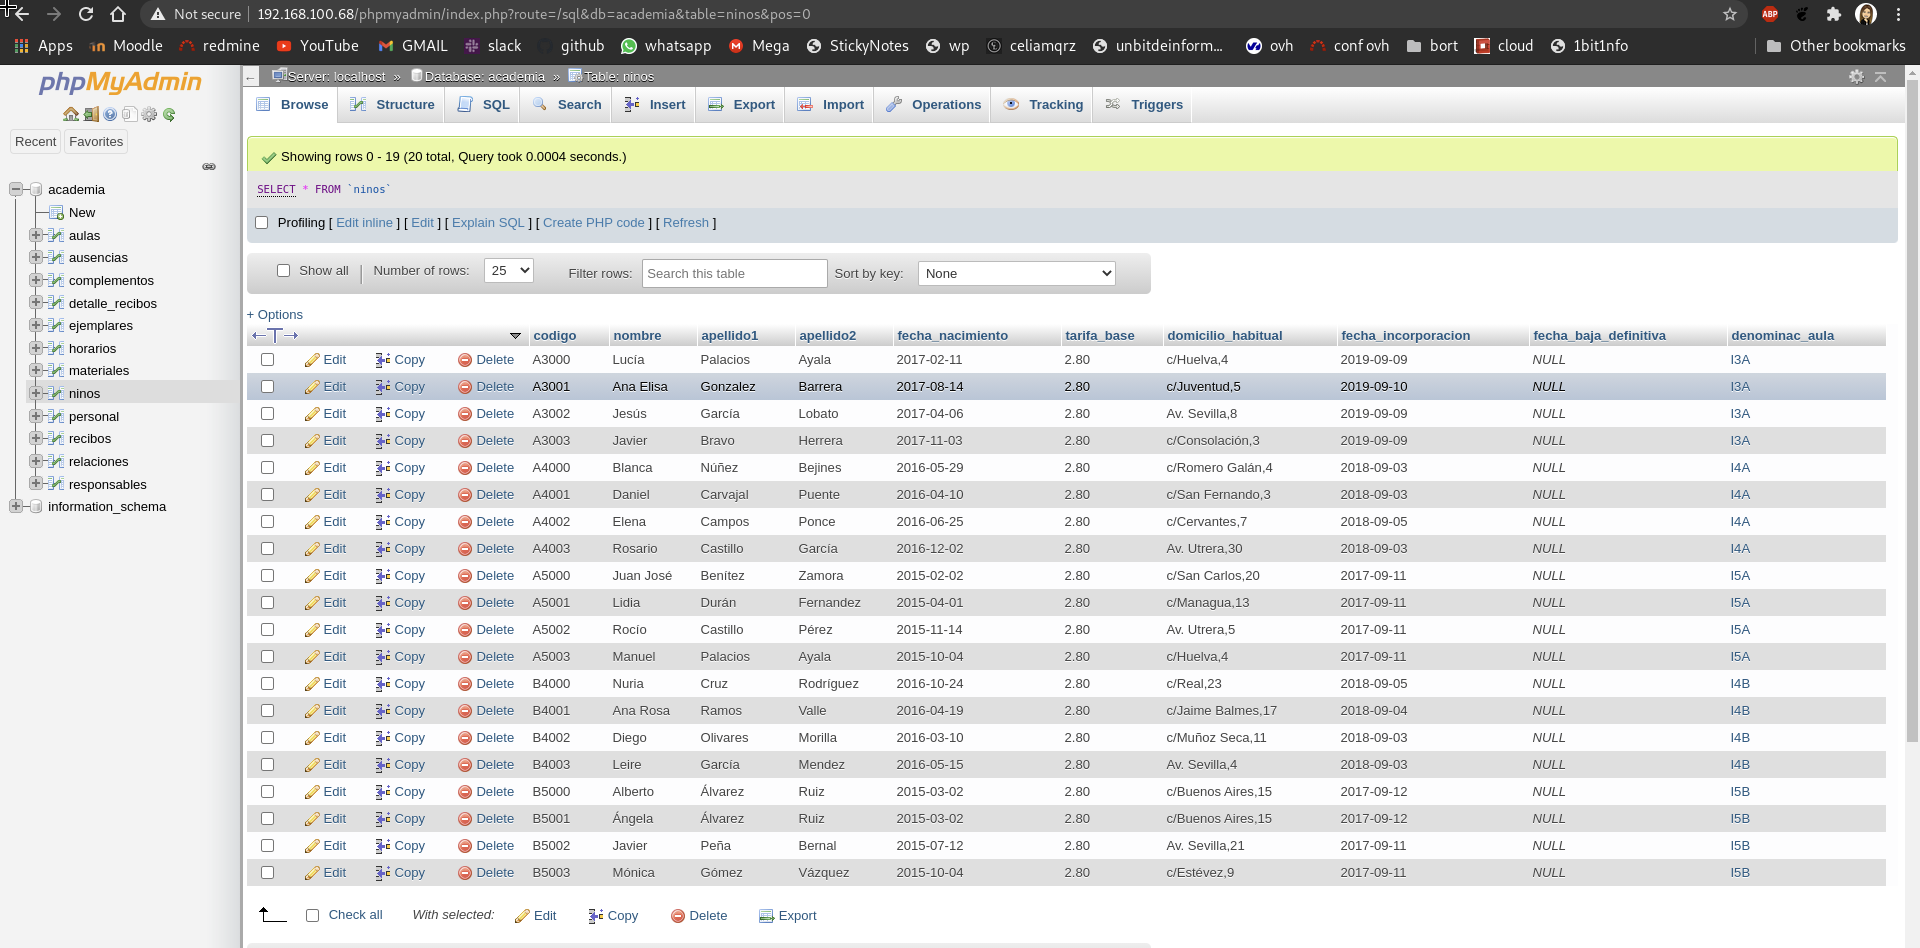 Not secure 192.168.100.68/phpmyadmin/index.php?route=/sql&db=academia&table=ninos&pos=0 ABP
Apps Moodle redmine YouTube GMAIL slack github whatsapp Mega StickyNotes wp celiamqrz unbitdeinform... ovh conf ovh bort cloud 1bit1nfo Other bookmarks
phpMyAdmin
Recent Favorites
academia
New
aulas
ausencias
complementos
detalle_recibos
ejemplares
horarios
materiales
ninos
personal
recibos
relaciones
responsables
information_schema
Server: localhost » Database: academia » Table: ninos
Browse Structure SQL Search Insert Export Import Operations Tracking Triggers
Showing rows 0 - 19 (20 total, Query took 0.0004 seconds.)
SELECT * FROM `ninos`
Profiling [ Edit inline ] [ Edit ] [ Explain SQL ] [ Create PHP code ] [ Refresh ]
Show all Number of rows: 25 Filter rows: Search this table Sort by key: None
+ Options
codigo nombre apellido1 apellido2 fecha_nacimiento tarifa_base domicilio_habitual fecha_incorporacion fecha_baja_definitiva denominac_aula
Edit Copy Delete A3000 Lucía Palacios Ayala 2017-02-11 2.80 c/Huelva,4 2019-09-09 NULL I3A
Edit Copy Delete A3001 Ana Elisa Gonzalez Barrera 2017-08-14 2.80 c/Juventud,5 2019-09-10 NULL I3A
Edit Copy Delete A3002 Jesús García Lobato 2017-04-06 2.80 Av. Sevilla,8 2019-09-09 NULL I3A
Edit Copy Delete A3003 Javier Bravo Herrera 2017-11-03 2.80 c/Consolación,3 2019-09-09 NULL I3A
Edit Copy Delete A4000 Blanca Núñez Bejines 2016-05-29 2.80 c/Romero Galán,4 2018-09-03 NULL I4A
Edit Copy Delete A4001 Daniel Carvajal Puente 2016-04-10 2.80 c/San Fernando,3 2018-09-03 NULL I4A
Edit Copy Delete A4002 Elena Campos Ponce 2016-06-25 2.80 c/Cervantes,7 2018-09-05 NULL I4A
Edit Copy Delete A4003 Rosario Castillo García 2016-12-02 2.80 Av. Utrera,30 2018-09-03 NULL I4A
Edit Copy Delete A5000 Juan José Benítez Zamora 2015-02-02 2.80 c/San Carlos,20 2017-09-11 NULL I5A
Edit Copy Delete A5001 Lidia Durán Fernandez 2015-04-01 2.80 c/Managua,13 2017-09-11 NULL I5A
Edit Copy Delete A5002 Rocío Castillo Pérez 2015-11-14 2.80 Av. Utrera,5 2017-09-11 NULL I5A
Edit Copy Delete A5003 Manuel Palacios Ayala 2015-10-04 2.80 c/Huelva,4 2017-09-11 NULL I5A
Edit Copy Delete B4000 Nuria Cruz Rodríguez 2016-10-24 2.80 c/Real,23 2018-09-05 NULL I4B
Edit Copy Delete B4001 Ana Rosa Ramos Valle 2016-04-19 2.80 c/Jaime Balmes,17 2018-09-04 NULL I4B
Edit Copy Delete B4002 Diego Olivares Morilla 2016-03-10 2.80 c/Muñoz Seca,11 2018-09-03 NULL I4B
Edit Copy Delete B4003 Leire García Mendez 2016-05-15 2.80 Av. Sevilla,4 2018-09-03 NULL I4B
Edit Copy Delete B5000 Alberto Álvarez Ruiz 2015-03-02 2.80 c/Buenos Aires,15 2017-09-12 NULL I5B
Edit Copy Delete B5001 Ángela Álvarez Ruiz 2015-03-02 2.80 c/Buenos Aires,15 2017-09-12 NULL I5B
Edit Copy Delete B5002 Javier Peña Bernal 2015-07-12 2.80 Av. Sevilla,21 2017-09-11 NULL I5B
Edit Copy Delete B5003 Mónica Gómez Vázquez 2015-10-04 2.80 c/Estévez,9 2017-09-11 NULL I5B
Check all With selected: Edit Copy Delete Export